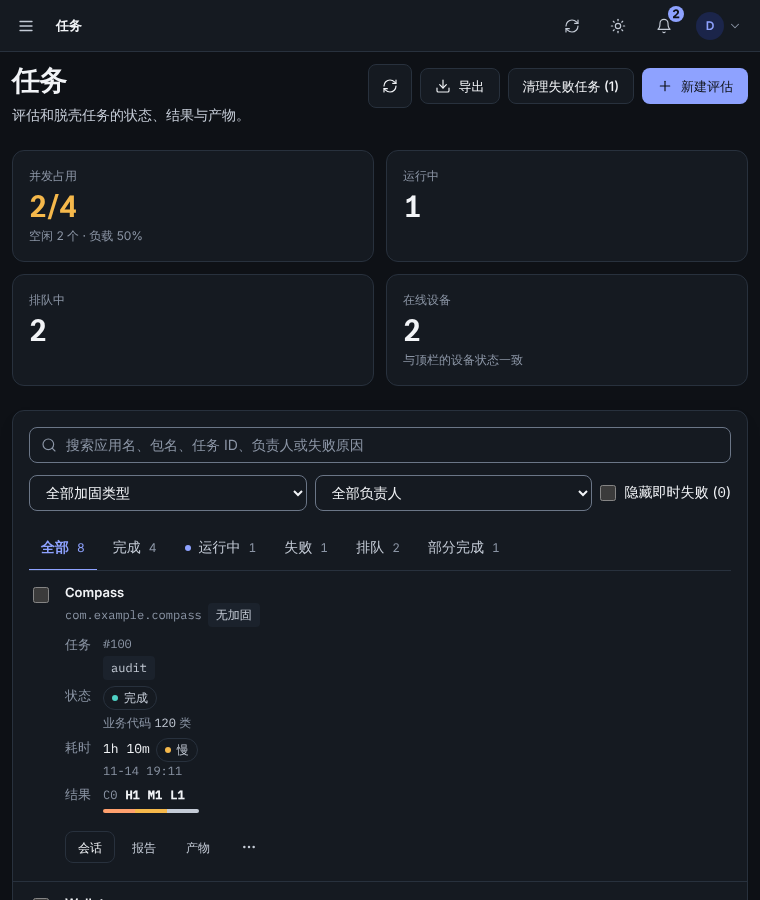 任务
2
D
任务
评估和脱壳任务的状态、结果与产物。
导出
清理失败任务 (1)
新建评估
并发占用
2/4
空闲 2 个 · 负载 50%
运行中
1
排队中
2
在线设备
2
与顶栏的设备状态一致
搜索应用名、包名、任务 ID、负责人或失败原因
全部加固类型
全部负责人
隐藏即时失败 (0)
全部 8
完成 4
运行中 1
失败 1
排队 2
部分完成 1
Compass
com.example.compass 无加固
任务 #100
audit
状态 完成
业务代码 120 类
耗时 1h 10m 慢
11-14 19:11
结果 C0 H1 M1 L1
会话 报告 产物 ···